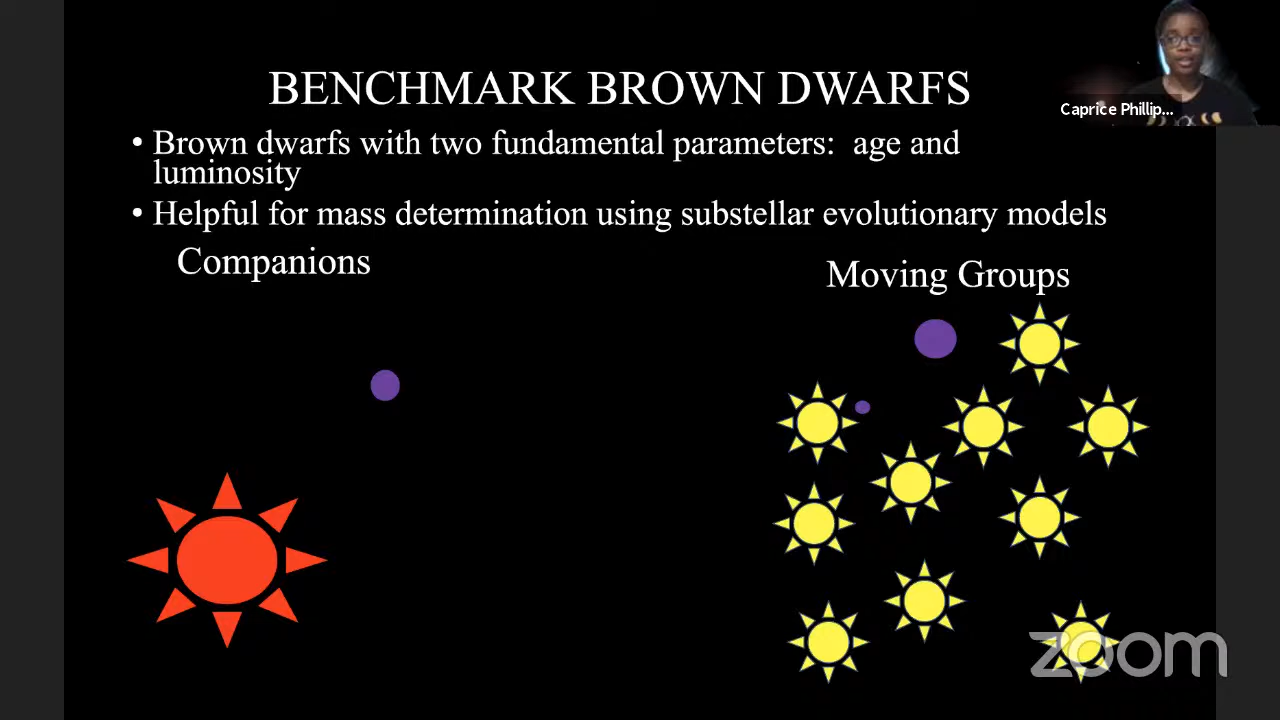 BENCHMARK BROWN DWARFS
Caprice Phillip...
• Brown dwarfs with two fundamental parameters:  age and
luminosity
• Helpful for mass determination using substellar evolutionary models
Companions
Moving Groups
zoom